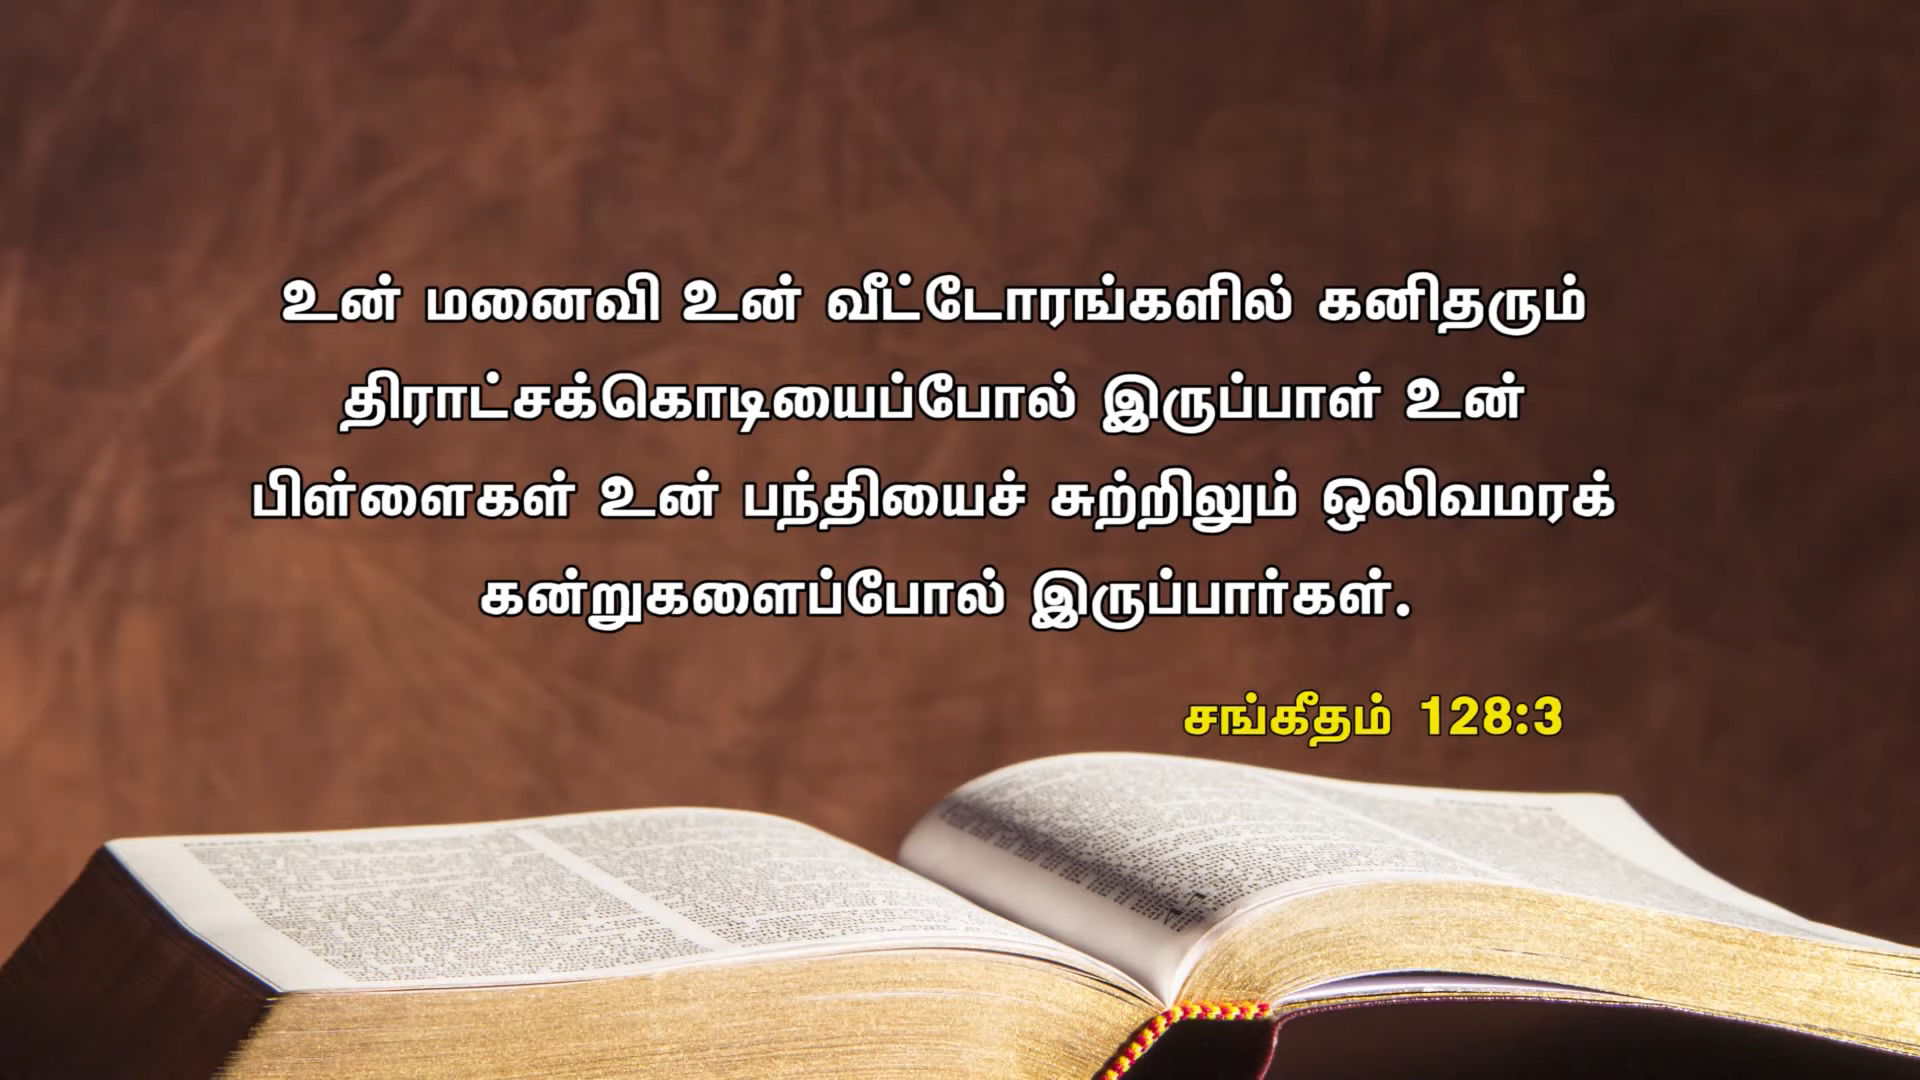 உன் மனைவி உன் வீட்டோரங்களில் கனிதரும்
திராட்சக்கொடியைப்போல் இருப்பாள் உன்
பிள்ளைகள் உன் பந்தியைச் சுற்றிலும் ஒலிவமரக்
கன்றுகளைப்போல் இருப்பார்கள்.
சங்கீதம் 128:3